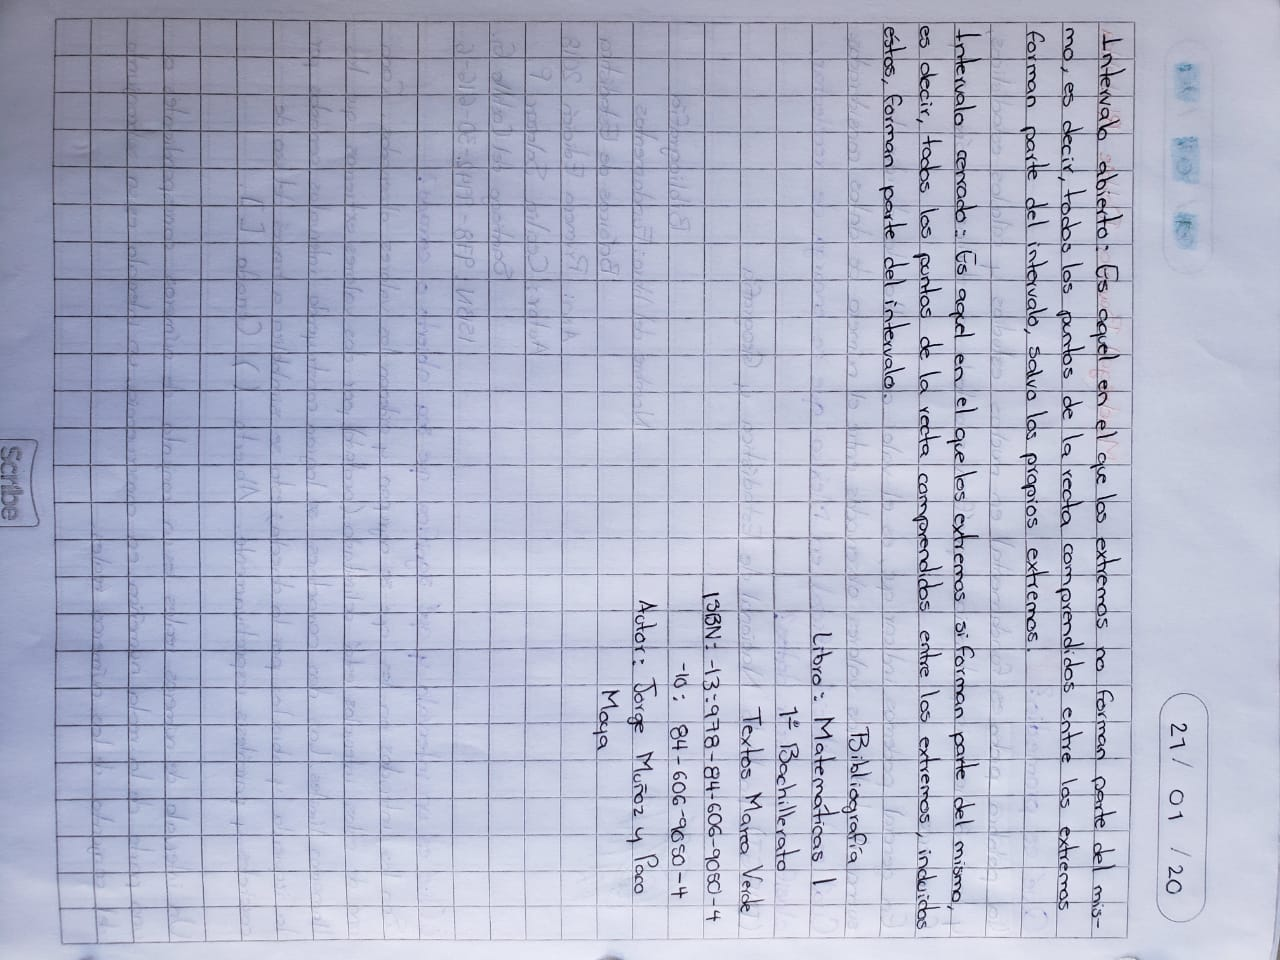 21/ 01 /20
Intervalo abierto: Es aquel en el que los extremos no forman parte del mis-
mo, es decir, todos los puntos de la recta comprendidos entre los extremos
forman parte del intervalo, salvo los propios extremos.
Intervalo cerrado: Es aquel en el que los extremos si forman parte del mismo,
es decir, todos los puntos de la recta comprendidos entre los extremos, incluidos
éstos, forman parte del intervalo.
Bibliografía
Libro: Matemáticas I
1º Bachillerato
Textos Marea Verde
ISBN: -13:978-84-606-9050-4
-10: 84-606-9050-4
Autor: Jorge Muñoz y Paco
Moya
Scribe